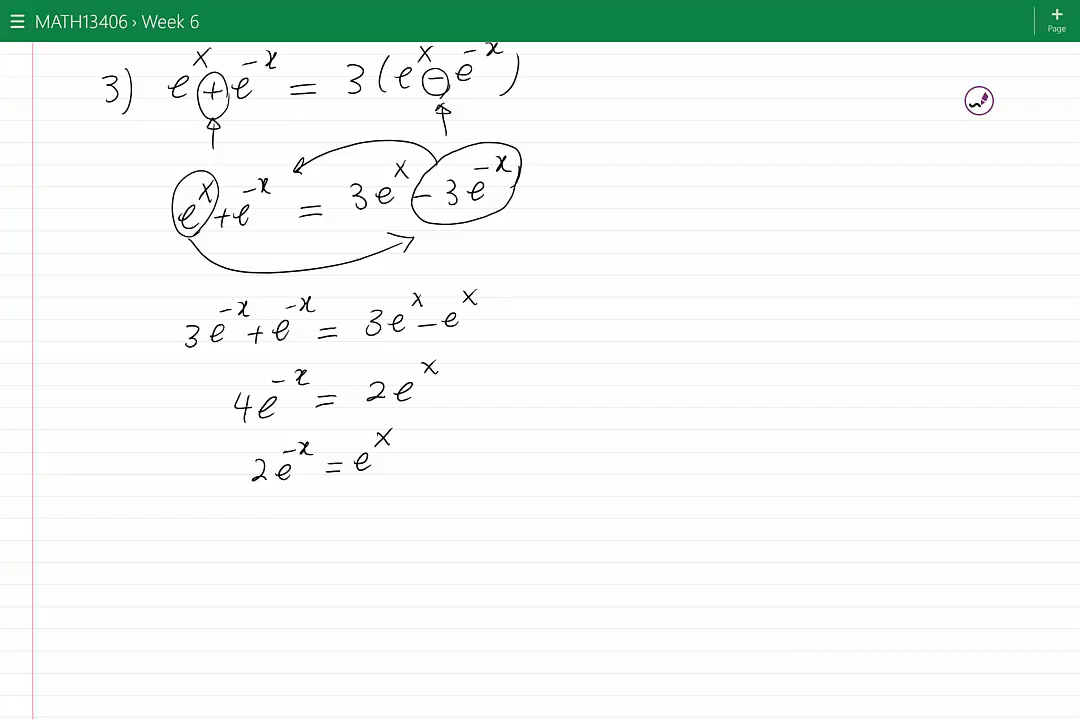 ☰ MATH13406 › Week 6
+ Page
3) e^x + e^-x = 3(e^x - e^-x)
e^x + e^-x = 3e^x - 3e^-x
3e^-x + e^-x = 3e^x - e^x
4e^-x = 2e^x
2e^-x = e^x